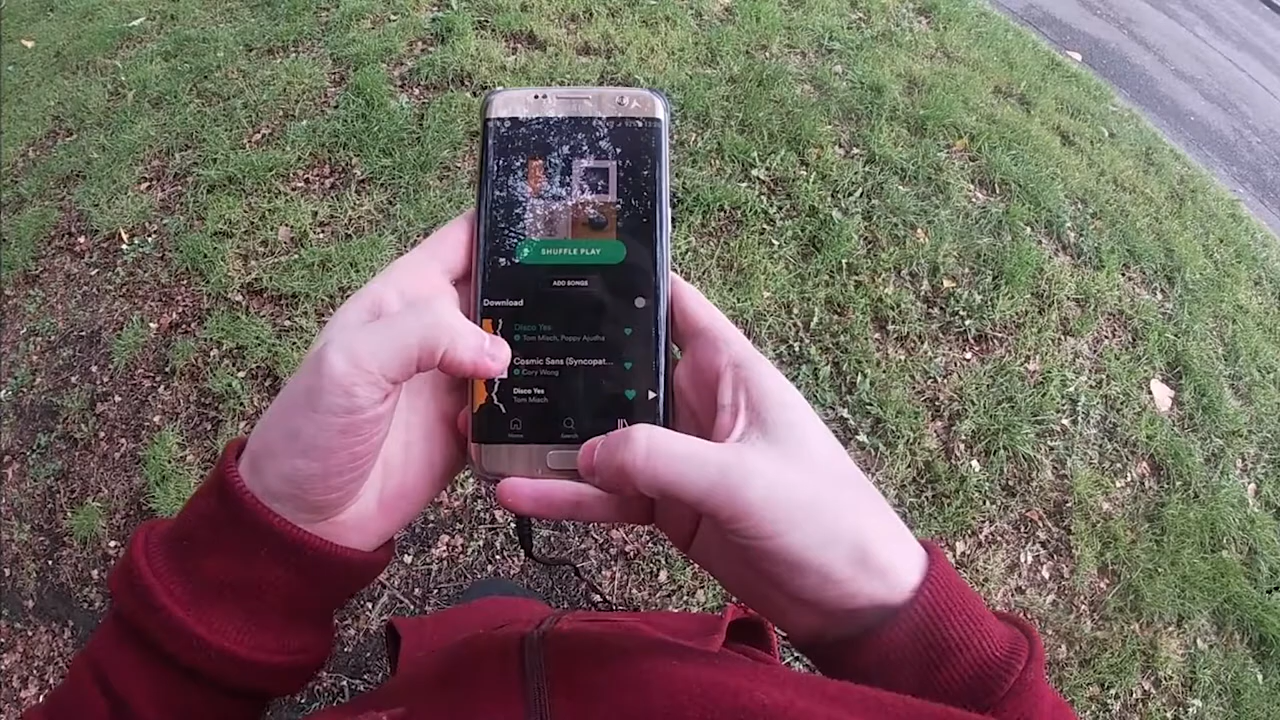 SHUFFLE PLAY
ADD SONGS
Download
Disco Yes
Tom Misch, Poppy Ajudha
Cosmic Sans (Syncopat...
Cory Wong
Disco Yes
Tom Misch
Home
Search